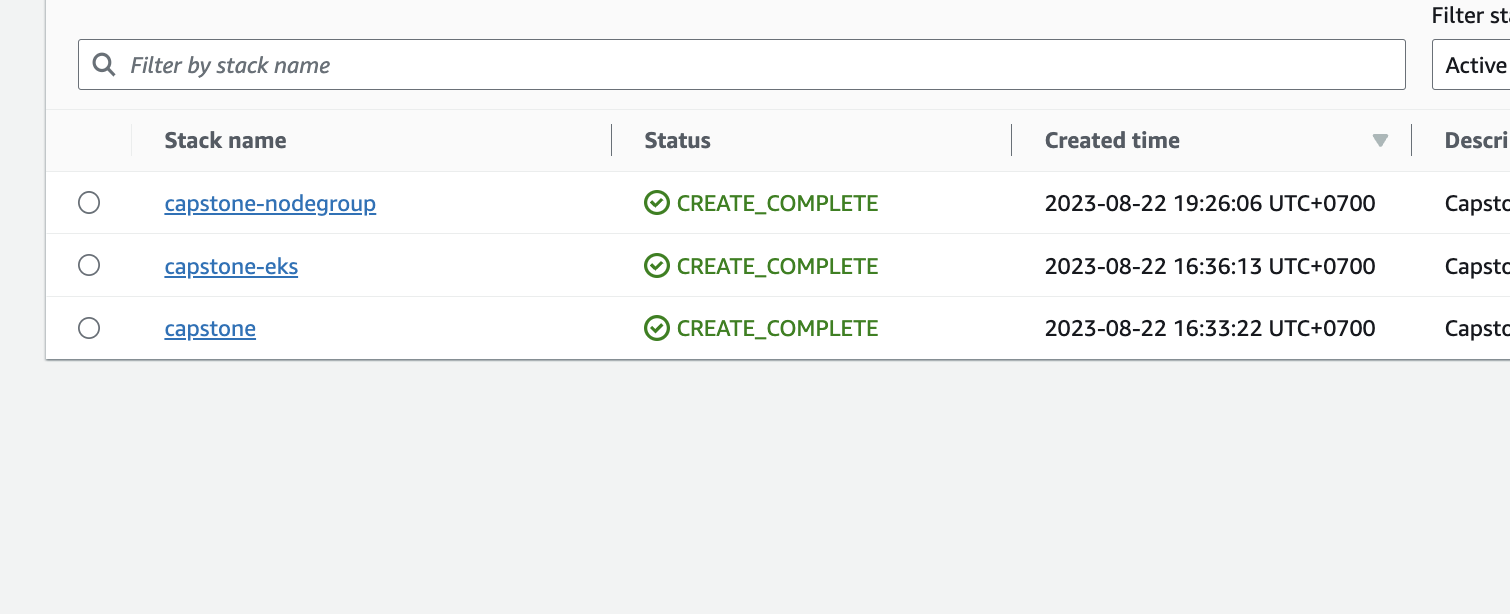 Filter st
Filter by stack name
Active
Stack name Status Created time Descri
capstone-nodegroup CREATE_COMPLETE 2023-08-22 19:26:06 UTC+0700 Capsto
capstone-eks CREATE_COMPLETE 2023-08-22 16:36:13 UTC+0700 Capsto
capstone CREATE_COMPLETE 2023-08-22 16:33:22 UTC+0700 Capsto